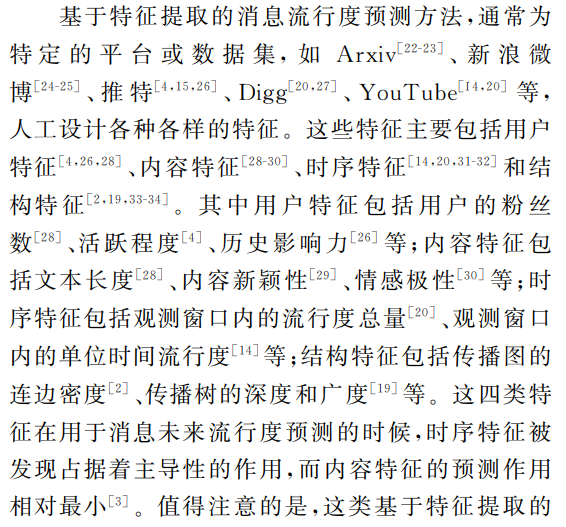 基于特征提取的消息流行度预测方法,通常为
特定的平台或数据集,如 Arxiv[22-23]、新浪微
博[24-25]、推特[4,15,26]、Digg[20,27]、YouTube[14,20]等,
人工设计各种各样的特征。这些特征主要包括用户
特征[4,26,28]、内容特征[28-30]、时序特征[14,20,31-32]和结
构特征[2,19,33-34]。其中用户特征包括用户的粉丝
数[28]、活跃程度[4]、历史影响力[26]等;内容特征包
括文本长度[28]、内容新颖性[29]、情感极性[30]等;时
序特征包括观测窗口内的流行度总量[20]、观测窗口
内的单位时间流行度[14]等;结构特征包括传播图的
连边密度[2]、传播树的深度和广度[19]等。这四类特
征在用于消息未来流行度预测的时候,时序特征被
发现占据着主导性的作用,而内容特征的预测作用
相对最小[3]。值得注意的是,这类基于特征提取的